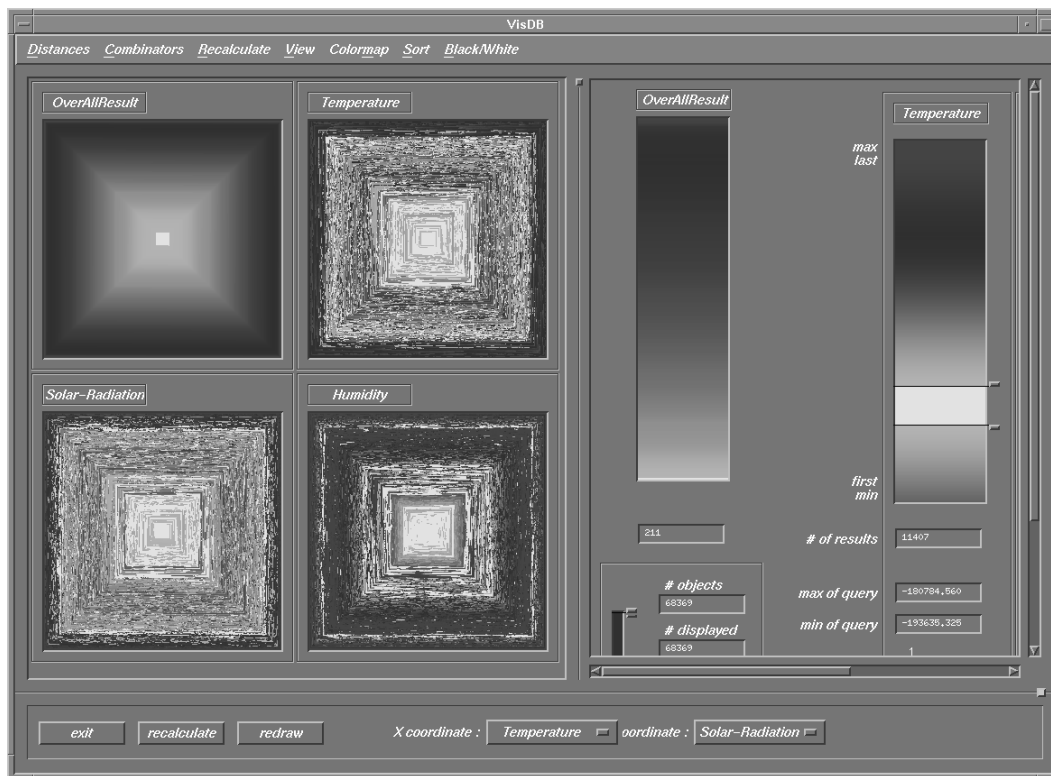 VisDB
Distances Combinators Recalculate View Colormap Sort Black/White
OverAllResult
Temperature
Solar-Radiation
Humidity
OverAllResult
Temperature
max
last
first
min
211
# of results 11407
# objects
68369
# displayed
68369
max of query -180784.560
min of query -193635.325
1
exit recalculate redraw X coordinate : Temperature oordinate : Solar-Radiation